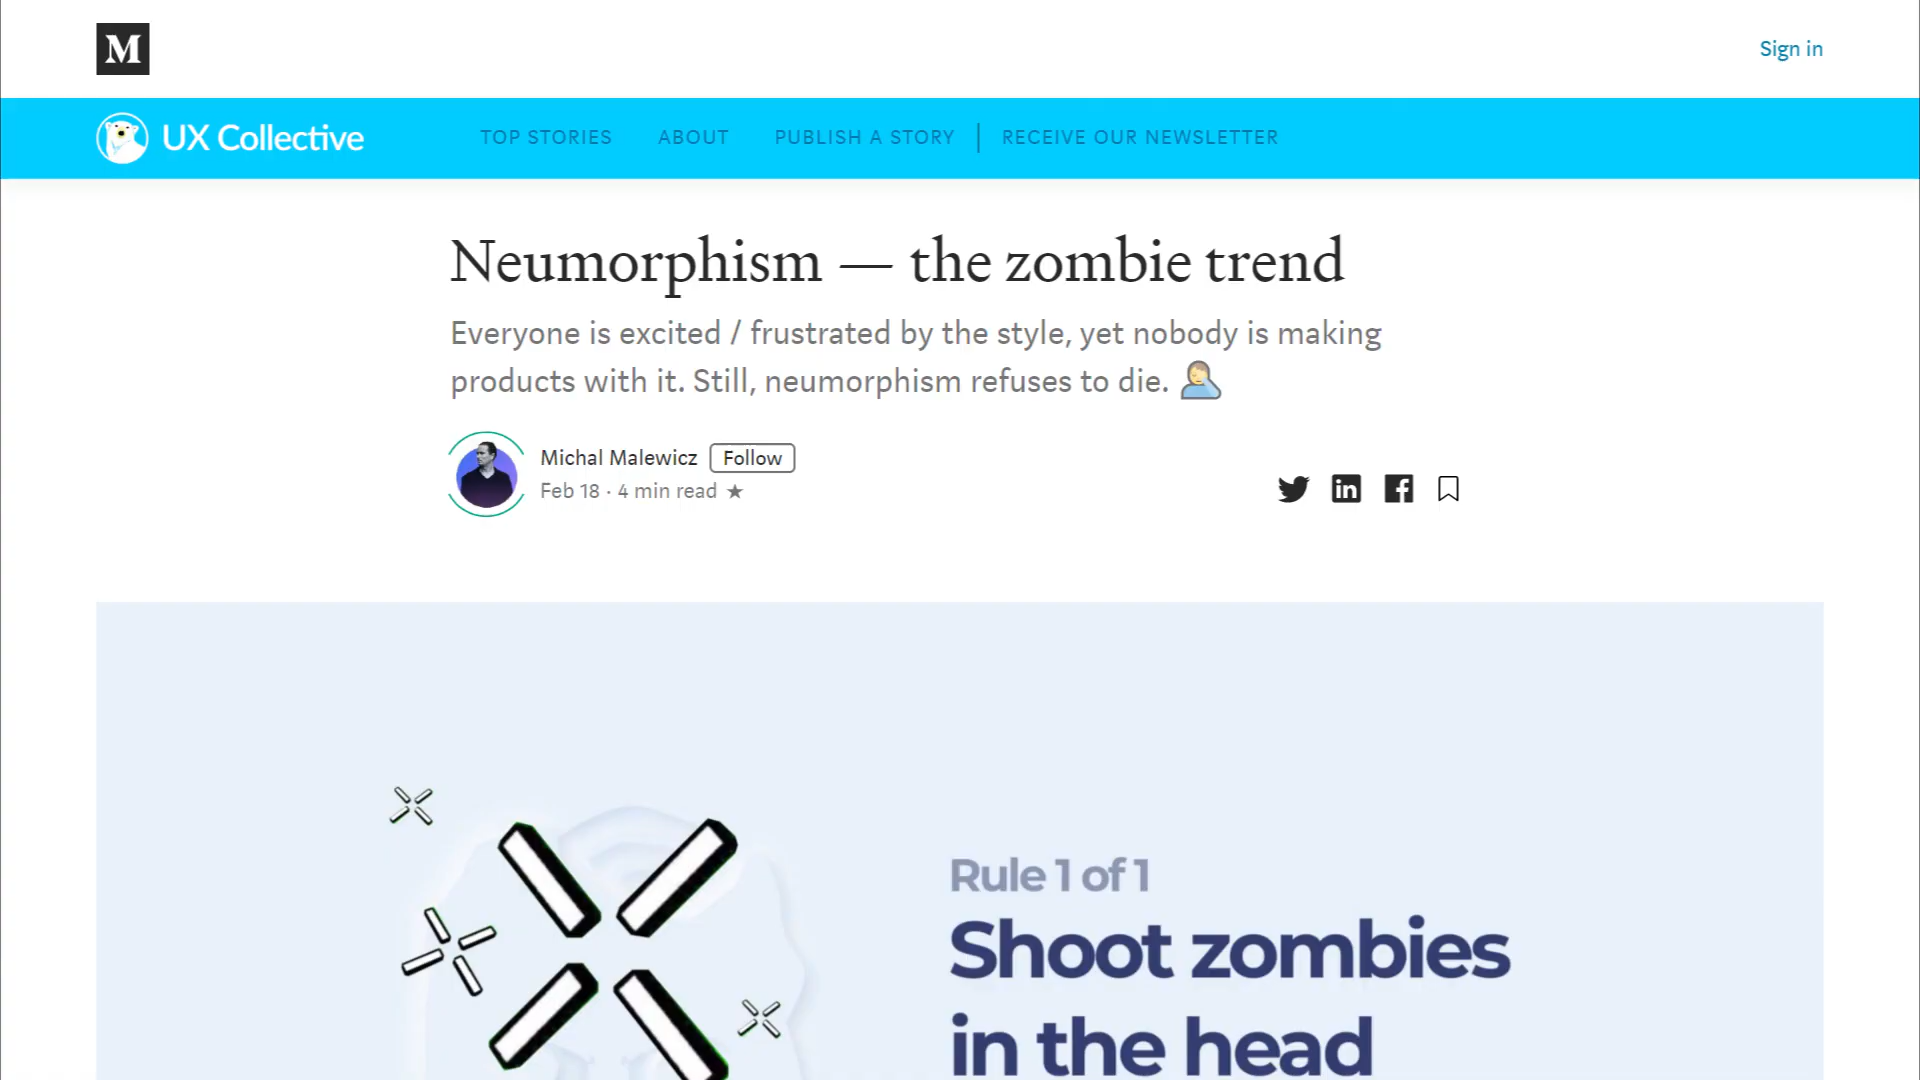 M
Sign in
UX Collective
TOP STORIES
ABOUT
PUBLISH A STORY
RECEIVE OUR NEWSLETTER
Neumorphism — the zombie trend
Everyone is excited / frustrated by the style, yet nobody is making
products with it. Still, neumorphism refuses to die. 🤦‍♂️
Michal Malewicz
Follow
Feb 18 · 4 min read ★
in
Rule 1 of 1
Shoot zombies
in the head